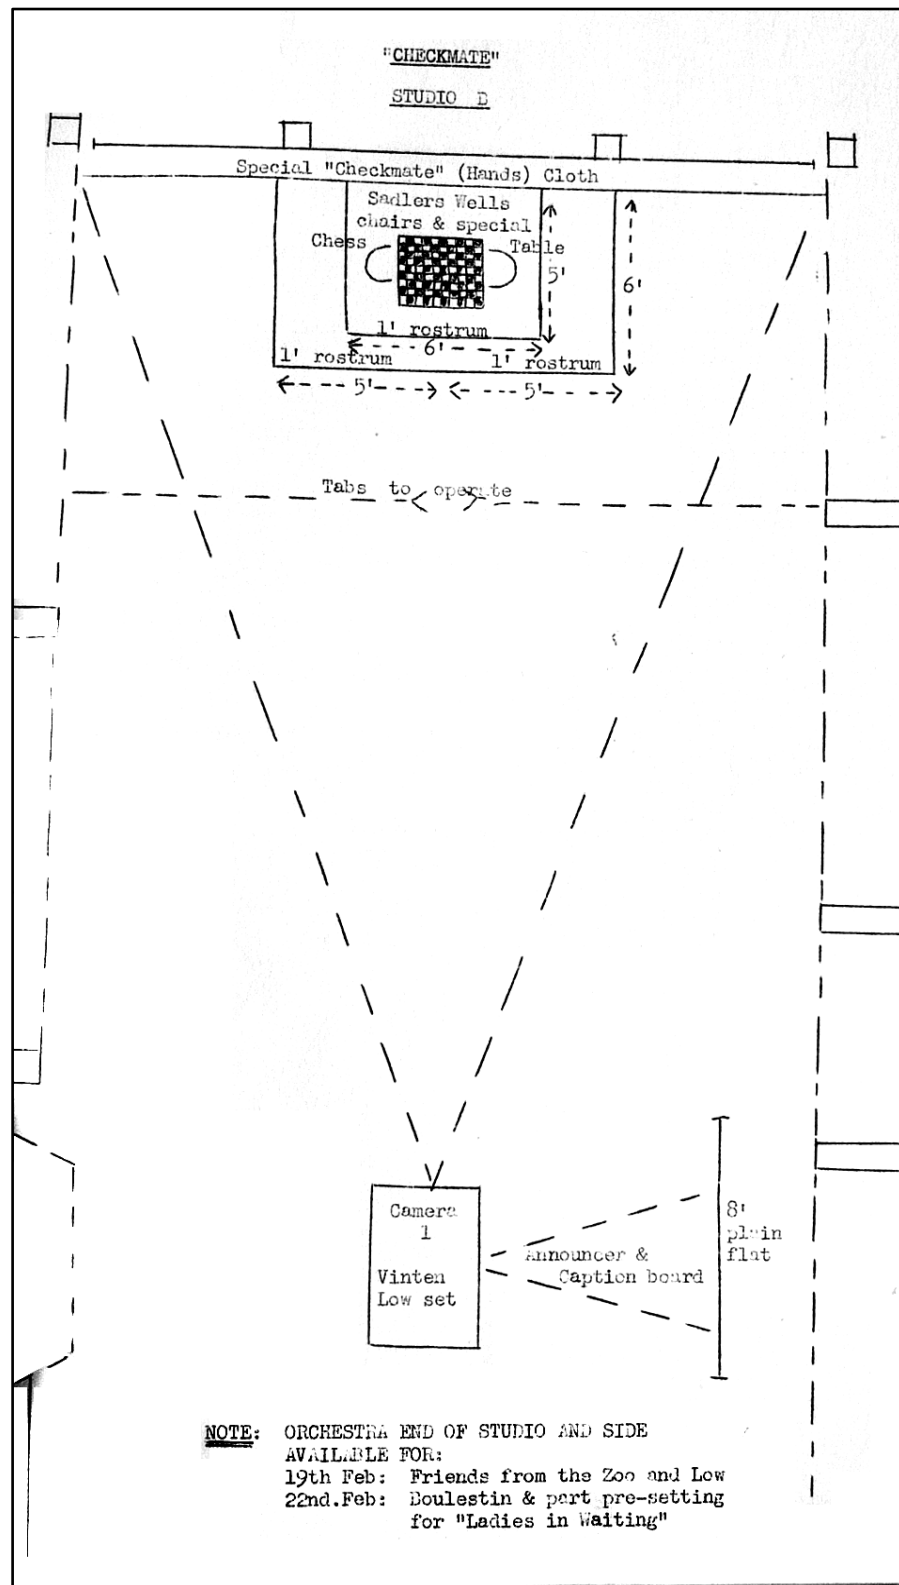 "CHECKMATE"
STUDIO B
Special "Checkmate" (Hands) Cloth
Sadlers Wells
chairs & special
Chess Table
5'
6'
1' rostrum
6'
1' rostrum 1' rostrum
5' 5'
Tabs to operate
Camera
1
Vinten
Low set
Announcer &
Caption board
8'
plain
flat
NOTE: ORCHESTRA END OF STUDIO AND SIDE
AVAILABLE FOR:
19th Feb: Friends from the Zoo and Low
22nd.Feb: Boulestin & part pre-setting
for "Ladies in Waiting"